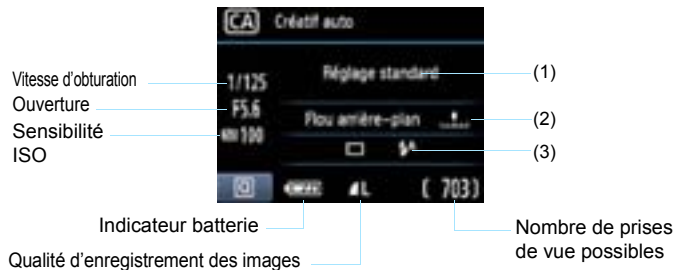 CA Créatif auto
Vitesse d'obturation 1/125 Réglage standard (1)
Ouverture F5.6
Flou arrière-plan (2)
Sensibilité ISO 100
(3)
Q L [ 703]
Indicateur batterie
Nombre de prises de vue possibles
Qualité d'enregistrement des images